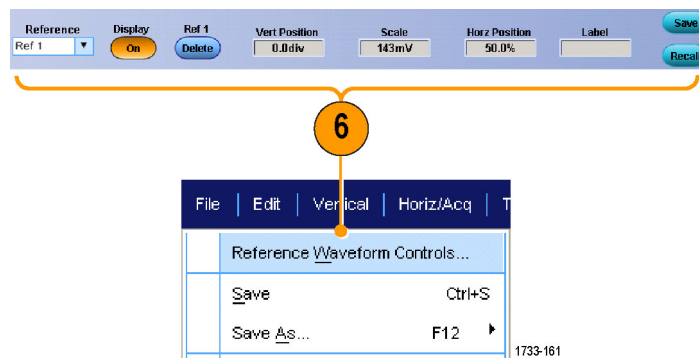 Reference Display Ref 1 Vert Position Scale Horz Position Label Save
Ref 1 On Delete 0.0div 143mV 50.0% Recall
6
File Edit Vertical Horiz/Acq T
Reference Waveform Controls...
Save Ctrl+S
Save As... F12
1733-161